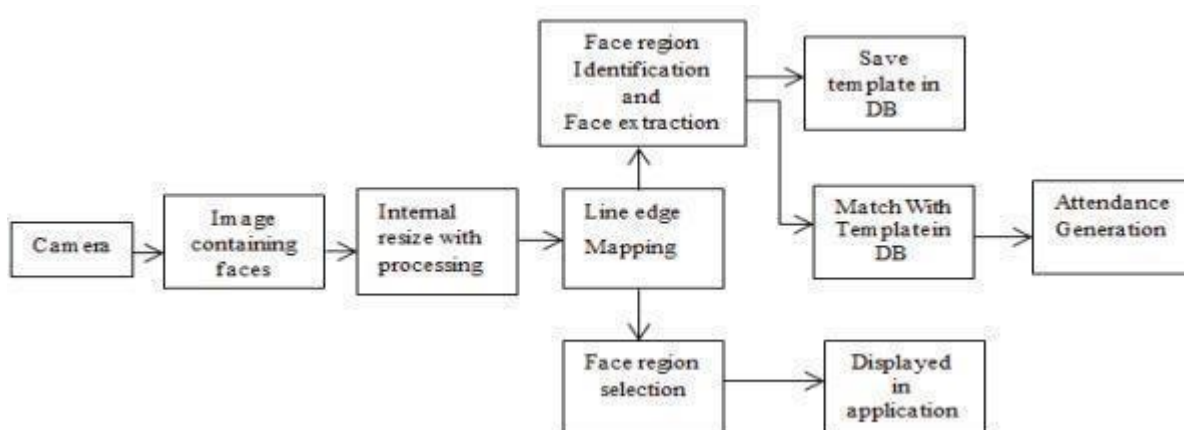 Face region
Identification
and
Face extraction
Save
template in
DB
Camera
Image
containing
faces
Internal
resize with
processing
Line edge
Mapping
Match With
Template in
DB
Attendance
Generation
Face region
selection
Displayed
in
application